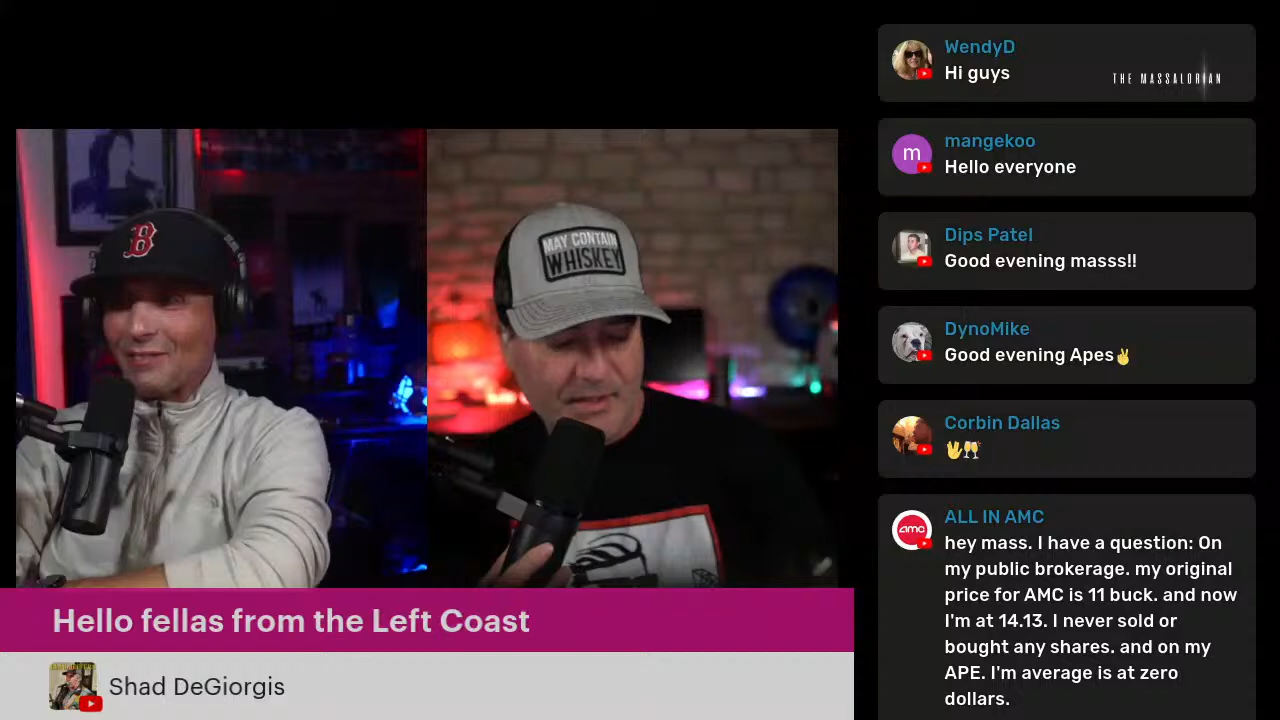 WendyD
Hi guys
THE MASSALORIAN
mangekoo
m
Hello everyone
Dips Patel
Good evening masss!!
DynoMike
Good evening Apes✌️
Corbin Dallas
🖖🥂
ALL IN AMC
amc
hey mass. I have a question: On
my public brokerage. my original
price for AMC is 11 buck. and now
I'm at 14.13. I never sold or
bought any shares. and on my
APE. I'm average is at zero
dollars.
B
MAY CONTAIN
WHISKEY
Hello fellas from the Left Coast
Shad DeGiorgis